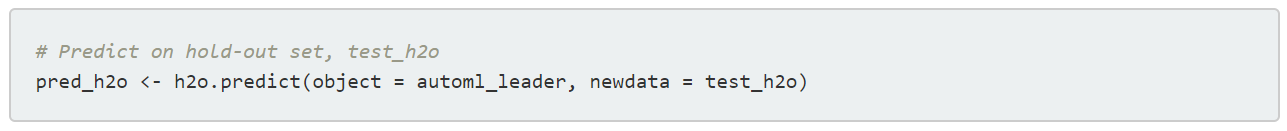 # Predict on hold-out set, test_h2o
pred_h2o <- h2o.predict(object = automl_leader, newdata = test_h2o)